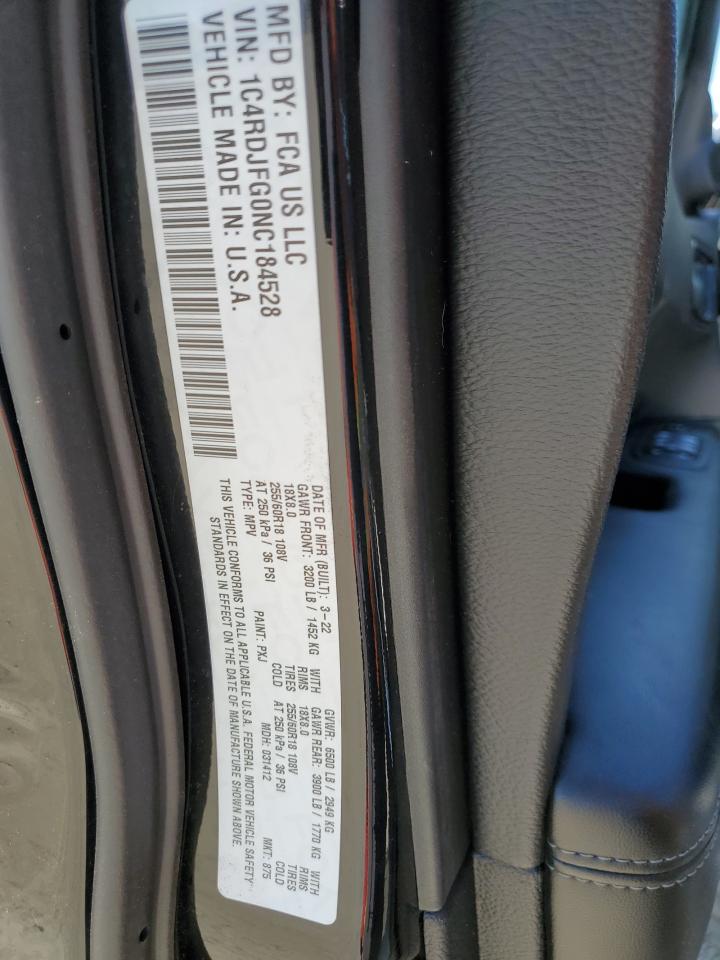 MFD BY: FCA US LLC
VIN: 1C4RDJFG0NC184528
VEHICLE MADE IN: U.S.A.
DATE OF MFR (BUILT): 3-22 GVWR: 6500 LB / 2949 KG
GAWR FRONT: 3200 LB / 1452 KG WITH GAWR REAR: 3900 LB / 1770 KG WITH
18X8.0 RIMS 18X8.0 RIMS
255/60R18 108V TIRES 255/60R18 108V TIRES
AT 250 kPa / 36 PSI COLD AT 250 kPa / 36 PSI COLD
TYPE: MPV PAINT: PXJ MDH: 031412 MKT: 875
THIS VEHICLE CONFORMS TO ALL APPLICABLE U.S.A. FEDERAL MOTOR VEHICLE SAFETY
STANDARDS IN EFFECT ON THE DATE OF MANUFACTURE SHOWN ABOVE.